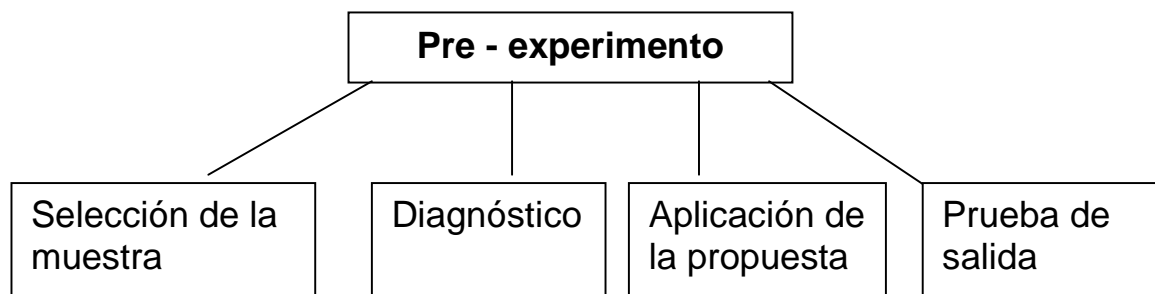 Pre - experimento
Selección de la
muestra
Diagnóstico
Aplicación de
la propuesta
Prueba de
salida